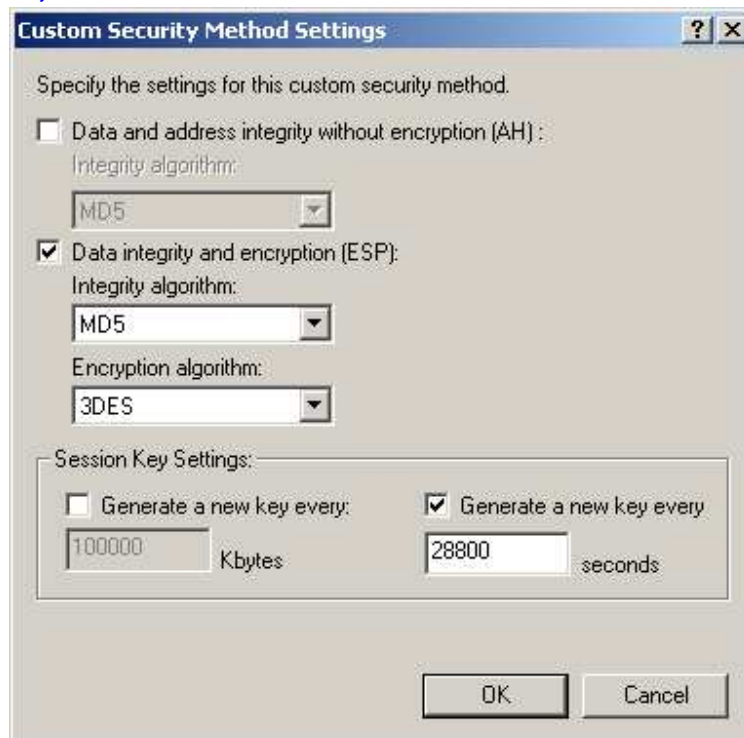 Custom Security Method Settings
Specify the settings for this custom security method.
Data and address integrity without encryption (AH) :
Integrity algorithm:
MD5
Data integrity and encryption (ESP):
Integrity algorithm:
MD5
Encryption algorithm:
3DES
Session Key Settings:
Generate a new key every: Generate a new key every
100000 Kbytes 28800 seconds
OK Cancel